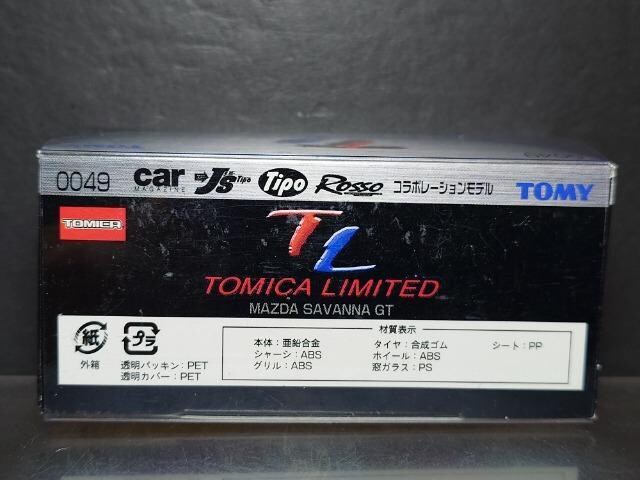 0049 car MAGAZINE J's Tipo Tipo Rosso コラボレーションモデル TOMY
TOMICA
TL
TOMICA LIMITED
MAZDA SAVANNA GT
材質表示
紙 プラ 本体：亜鉛合金 タイヤ：合成ゴム シート：PP
外箱 透明パッキン：PET シャーシ：ABS ホイール：ABS
透明カバー：PET グリル：ABS 窓ガラス：PS